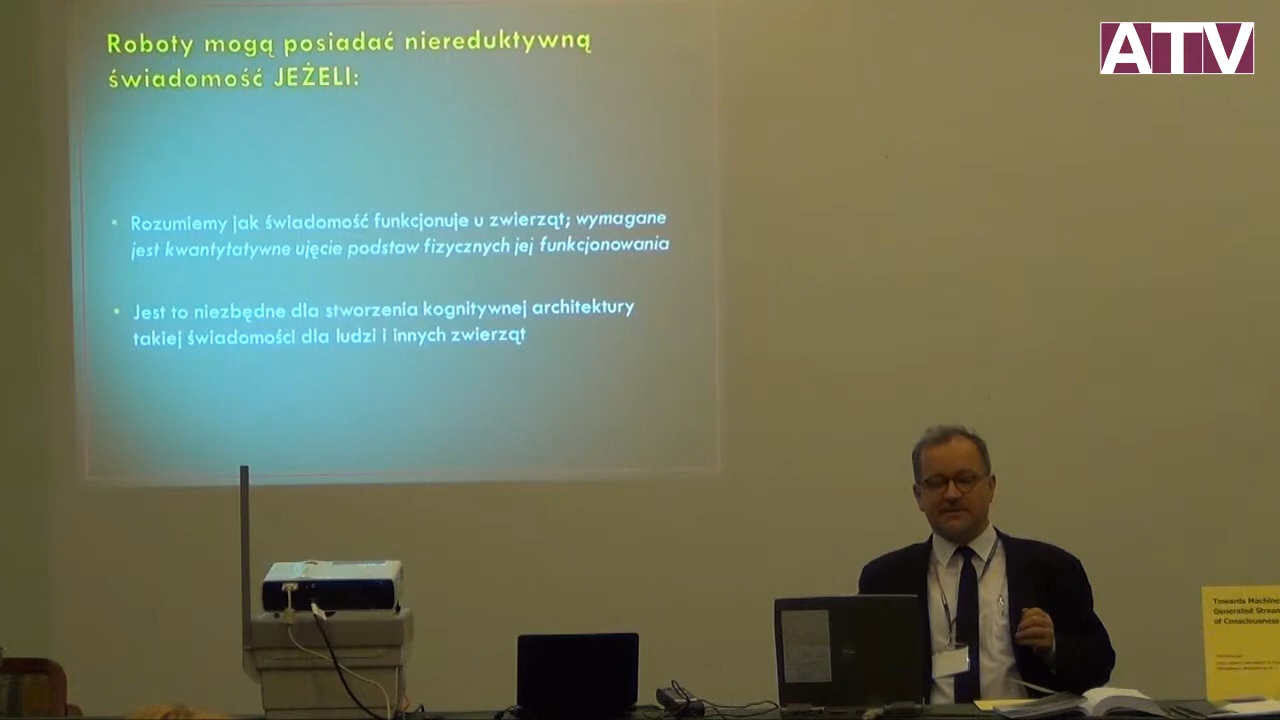 ATV
Roboty mogą posiadać niereduktywną
świadomość JEŻELI:
Rozumiemy jak świadomość funkcjonuje u zwierząt; wymagane
jest kwantytatywne ujęcie podstaw fizycznych jej funkcjonowania
Jest to niezbędne dla stworzenia kognitywnej architektury
takiej świadomości dla ludzi i innych zwierząt
Towards Machine
Generated Strea
of Consciousness